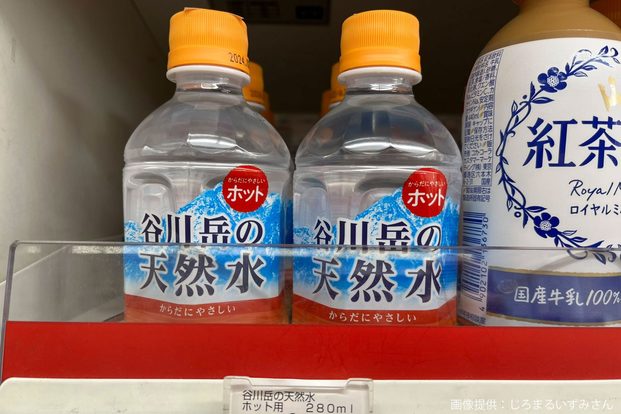 2024
からだにやさしい
ホット
谷川岳の
天然水
からだにやさしい
からだにやさしい
ホット
谷川岳の
天然水
からだにやさしい
紅茶
Royal M
ロイヤルミ
国産牛乳100%
4 902102 136730
谷川岳の天然水
ホット用 280ml
画像提供：じろまるいずみさん